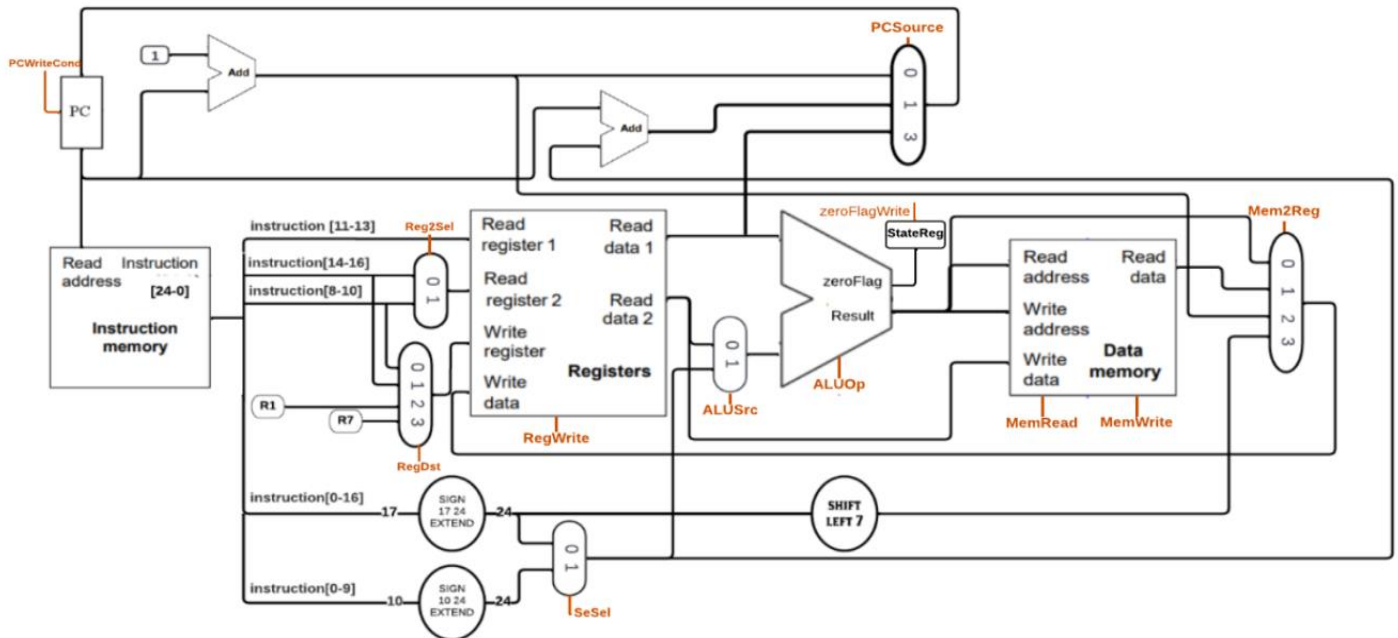 PCWriteCond
PC
1
Add
Add
PCSource
0
1
3
instruction [11-13]
instruction[14-16]
instruction[8-10]
Reg2Sel
0
1
Read address
Instruction
[24-0]
Instruction
memory
Read
register 1
Read
register 2
Write
register
Write
data
Read
data 1
Read
data 2
Registers
RegWrite
0
1
2
3
R1
R7
RegDst
0
1
ALUSrc
zeroFlagWrite
StateReg
zeroFlag
Result
ALUOp
Read
address
Write
address
Write
data
Read
data
Data
memory
MemRead
MemWrite
Mem2Reg
0
1
2
3
instruction[0-16]
17
SIGN
17 24
EXTEND
24
SHIFT
LEFT 7
0
1
SeSel
instruction[0-9]
10
SIGN
10 24
EXTEND
24